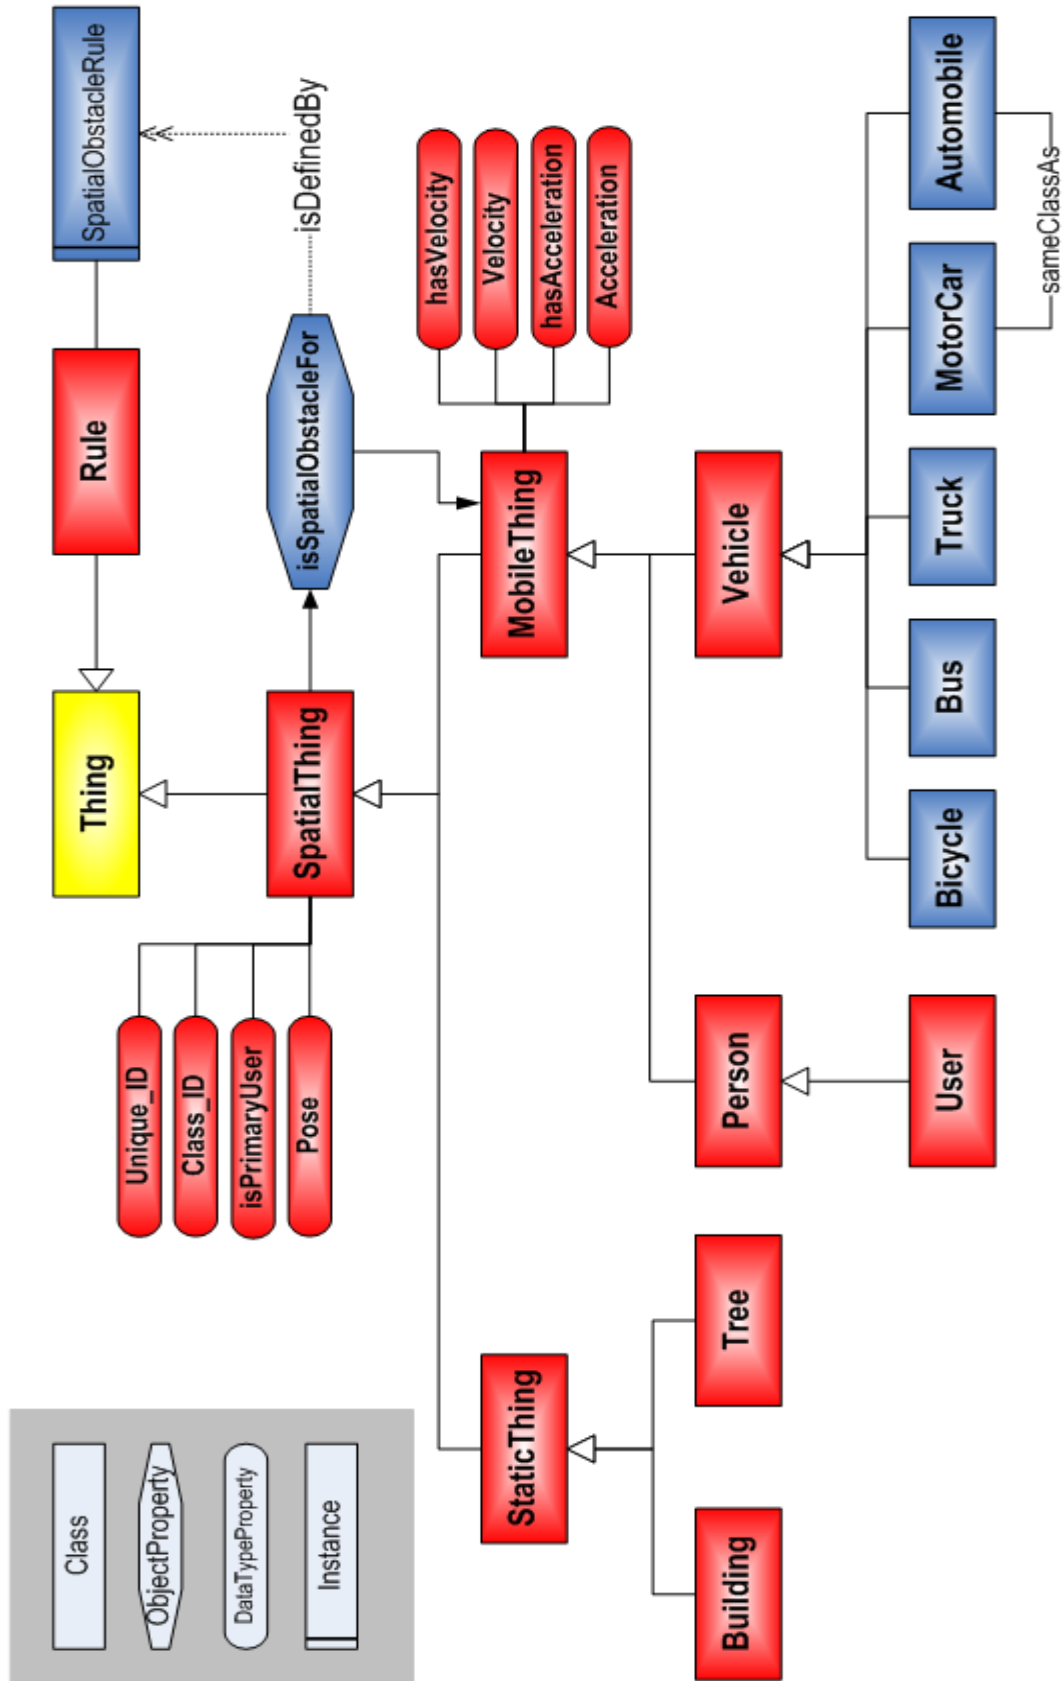 Class
ObjectProperty
DataTypeProperty
Instance
Thing
Rule
SpatialObstacleRule
Unique_ID
Class_ID
isPrimaryUser
Pose
SpatialThing
isSpatialObstacleFor
isDefinedBy
StaticThing
MobileThing
hasVelocity
Velocity
hasAcceleration
Acceleration
Building
Tree
Person
Vehicle
User
Bicycle
Bus
Truck
MotorCar
Automobile
sameClassAs